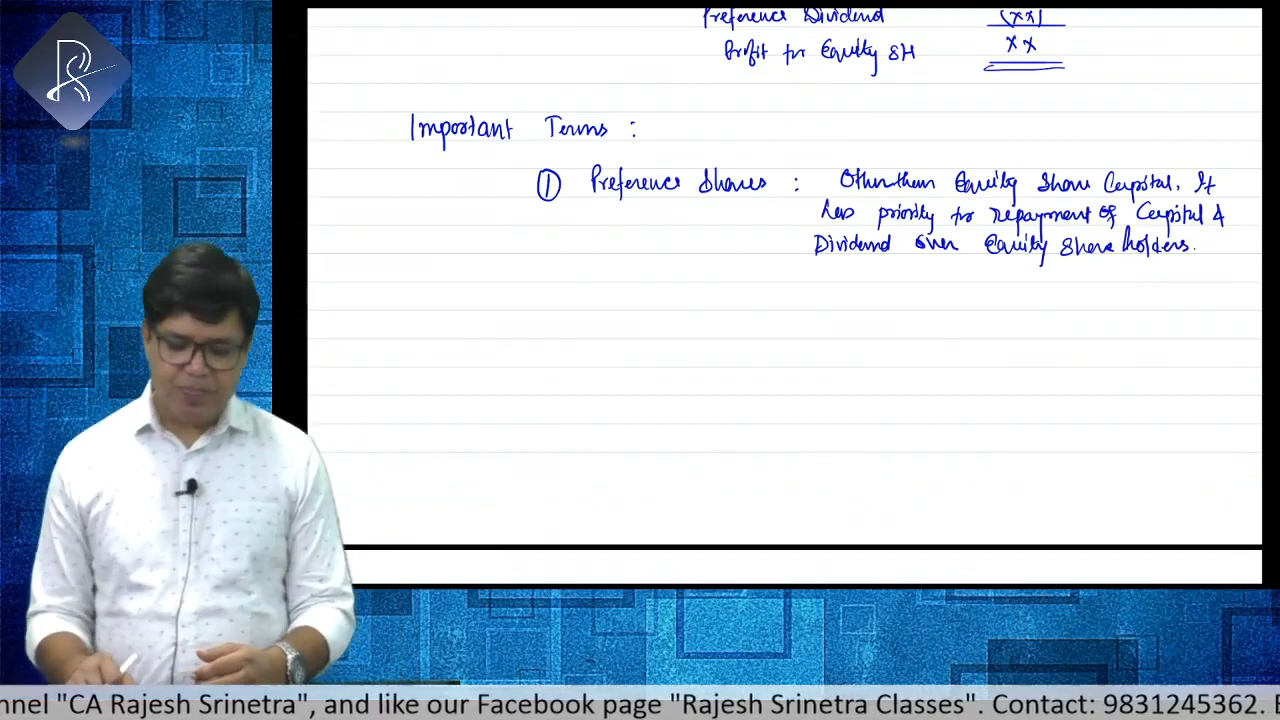 Preference Dividend (xx)
Profit for Equity SH xx
Important Terms :
① Preference Shares : Other than Equity Share Capital. It
has priority for repayment of Capital &
Dividend over Equity Share holders.
nnel "CA Rajesh Srinetra", and like our Facebook page "Rajesh Srinetra Classes". Contact: 9831245362. E